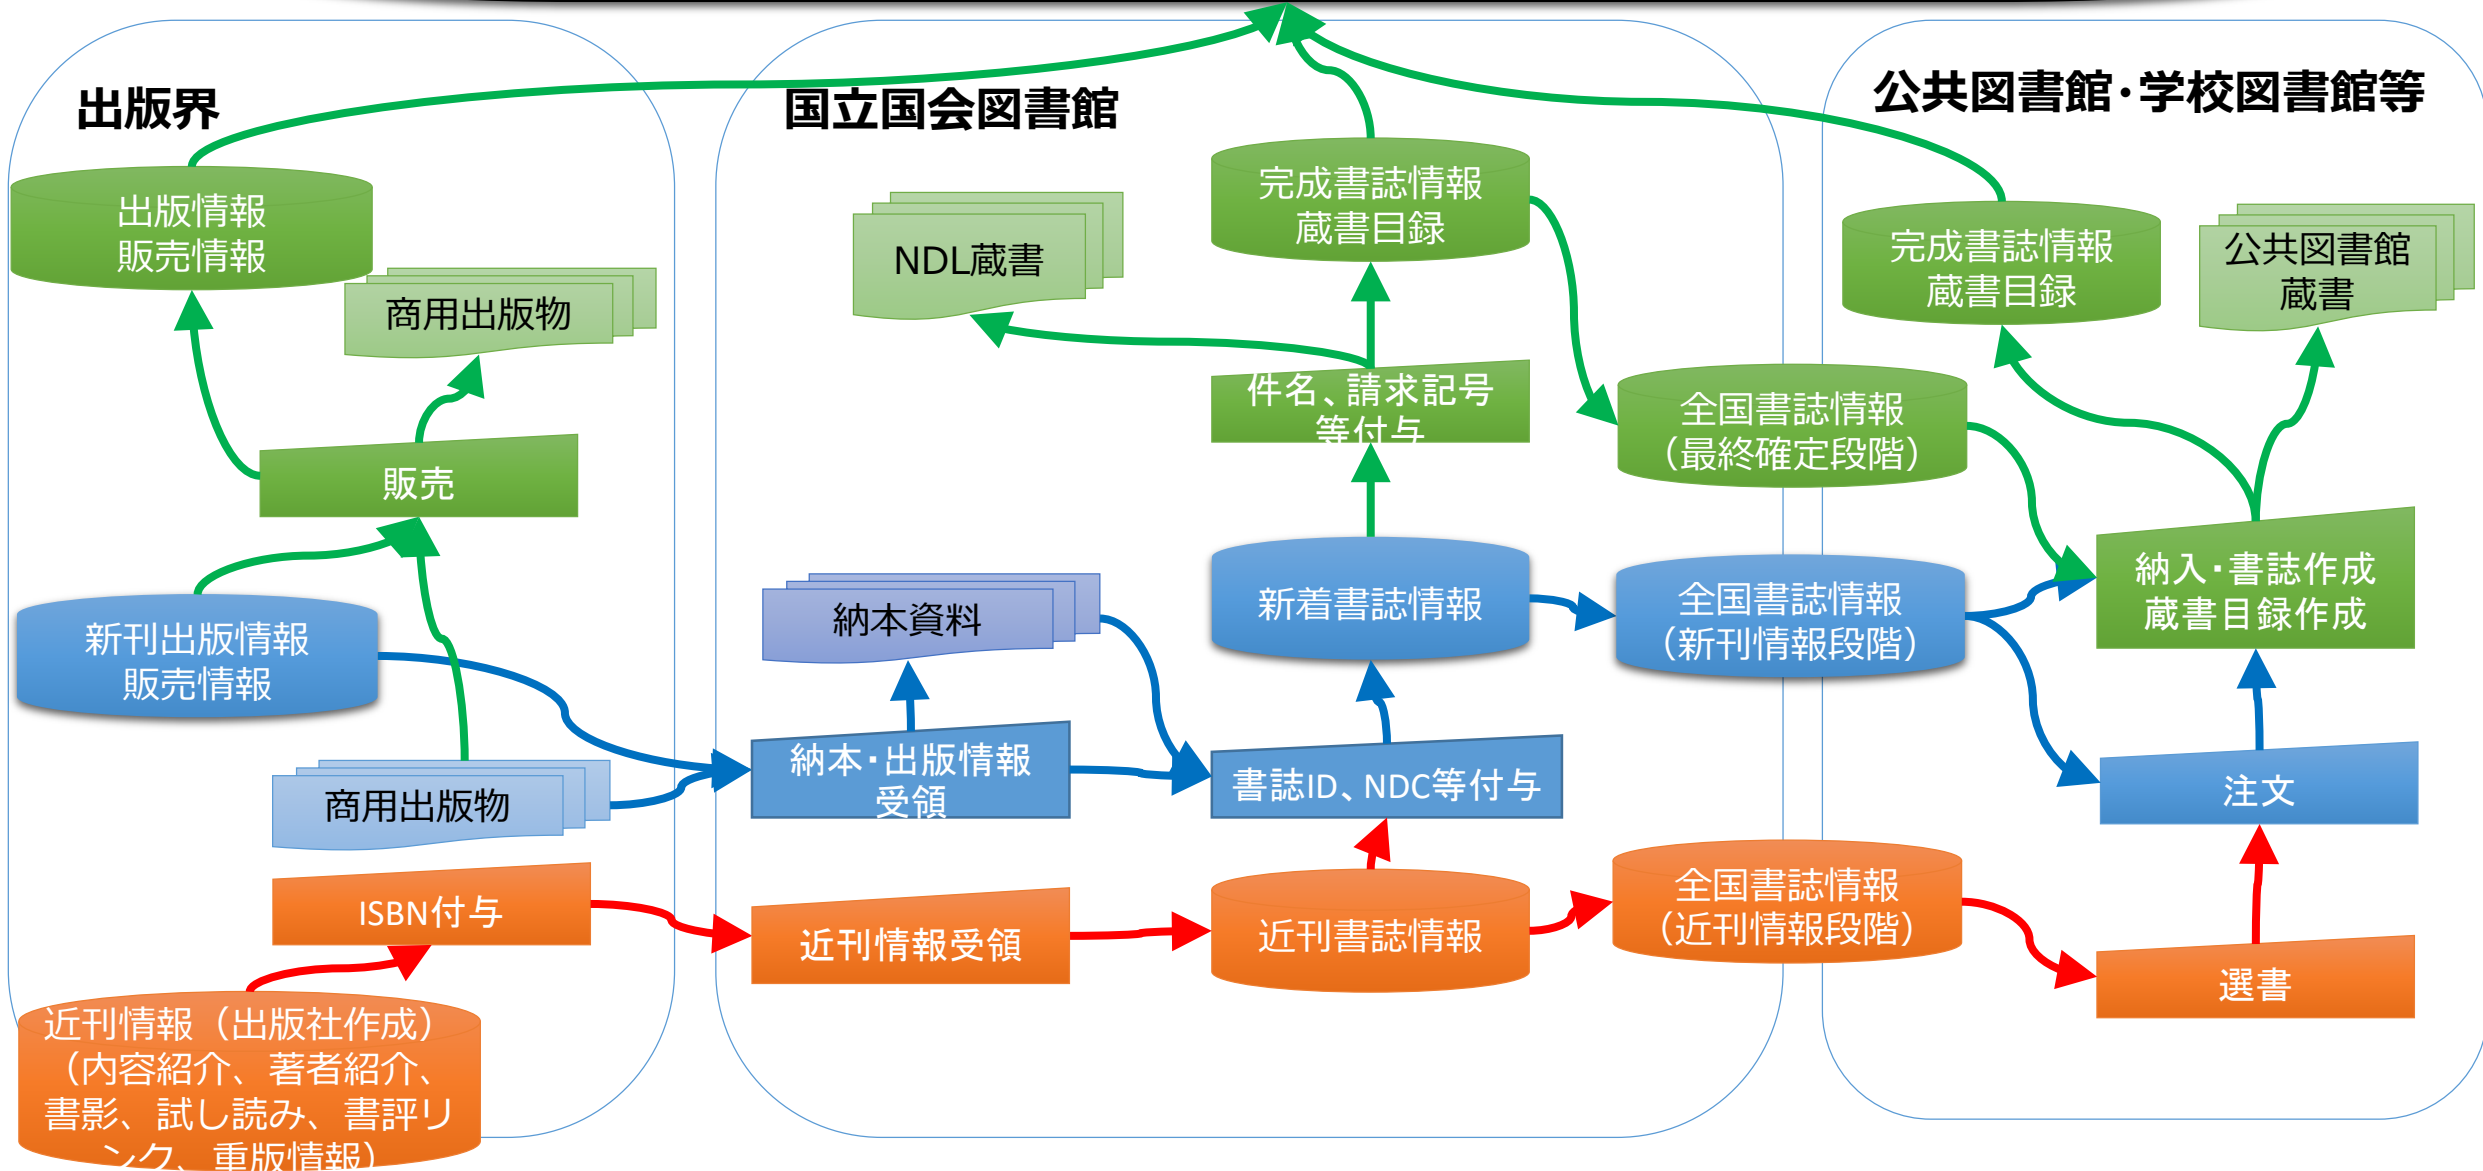 出版界
出版情報
販売情報
商用出版物
販売
新刊出版情報
販売情報
商用出版物
ISBN付与
近刊情報（出版社作成）
（内容紹介、著者紹介、
書影、試し読み、書評リ
ンク、重版情報）
国立国会図書館
NDL蔵書
完成書誌情報
蔵書目録
件名、請求記号
等付与
納本資料
新着書誌情報
納本・出版情報
受領
書誌ID、NDC等付与
近刊情報受領
近刊書誌情報
全国書誌情報
（最終確定段階）
全国書誌情報
（新刊情報段階）
全国書誌情報
（近刊情報段階）
公共図書館・学校図書館等
完成書誌情報
蔵書目録
公共図書館
蔵書
納入・書誌作成
蔵書目録作成
注文
選書